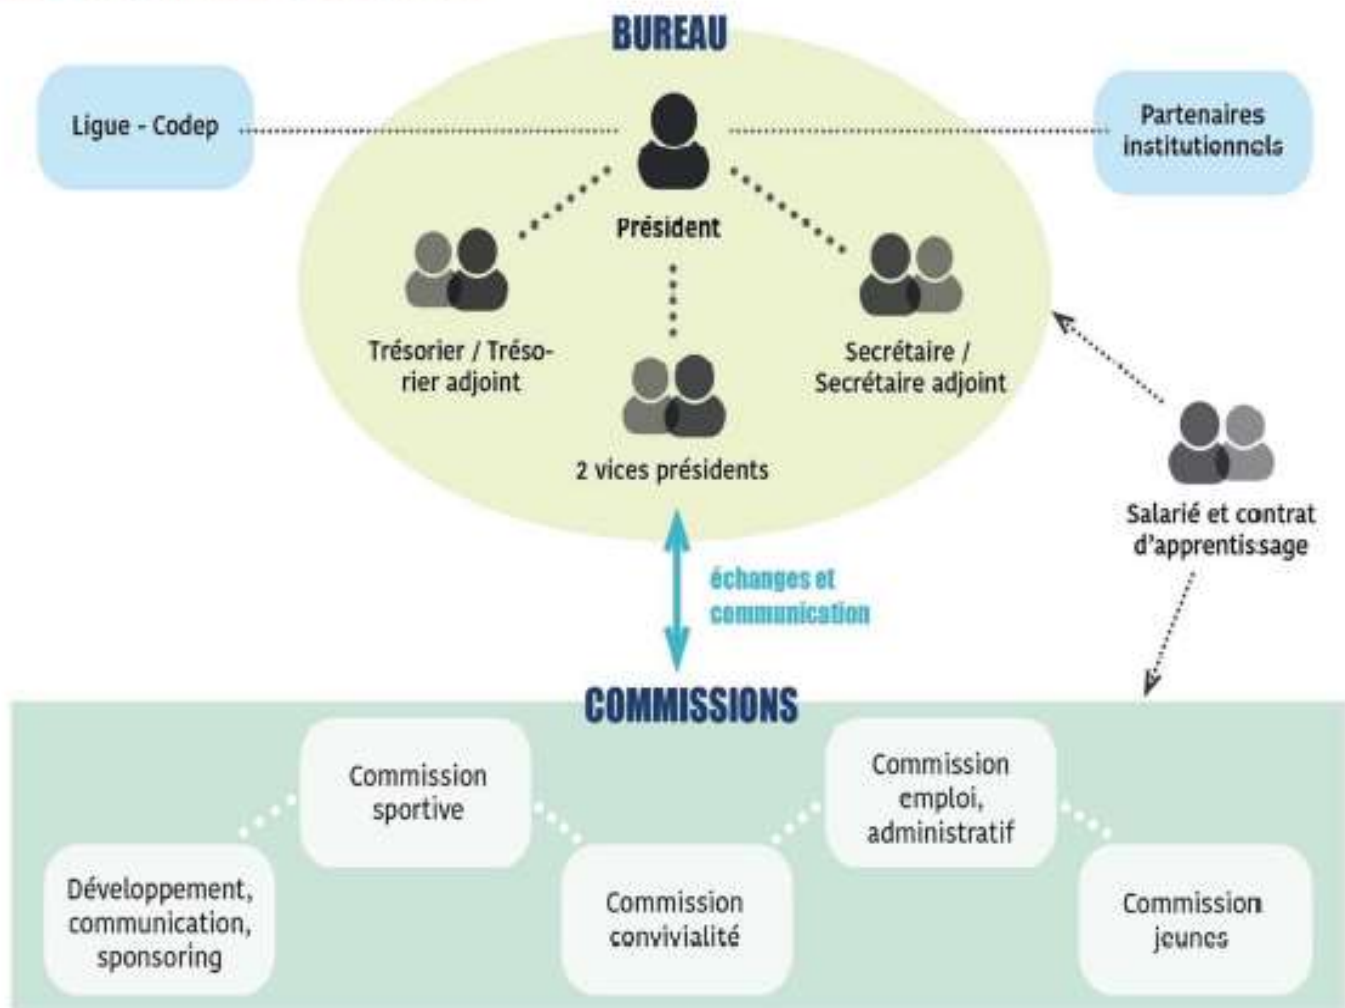 BUREAU
Ligue - Codep
Partenaires
institutionnels
Président
Trésorier / Tréso-
rier adjoint
Secrétaire /
Secrétaire adjoint
2 vices présidents
Salarié et contrat
d'apprentissage
échanges et
communication
COMMISSIONS
Commission
sportive
Commission
emploi,
administratif
Développement,
communication,
sponsoring
Commission
convivialité
Commission
jeunes